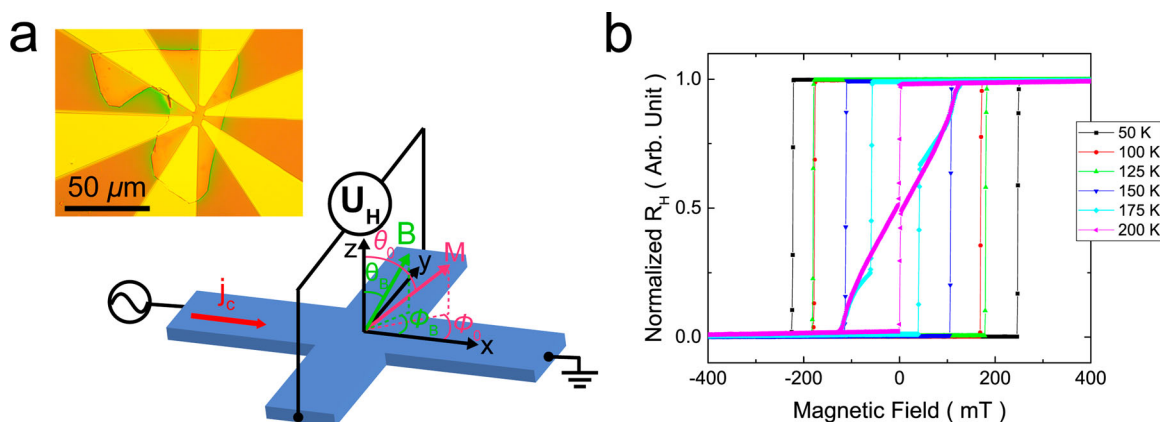 a
50 μm
U_H
z
θ_0
B
θ_B
y
M
j_c
Φ_B
Φ_0
x
b
Normalized R_H ( Arb. Unit )
1.0
0.5
0.0
-400
-200
0
200
400
Magnetic Field ( mT )
50 K
100 K
125 K
150 K
175 K
200 K